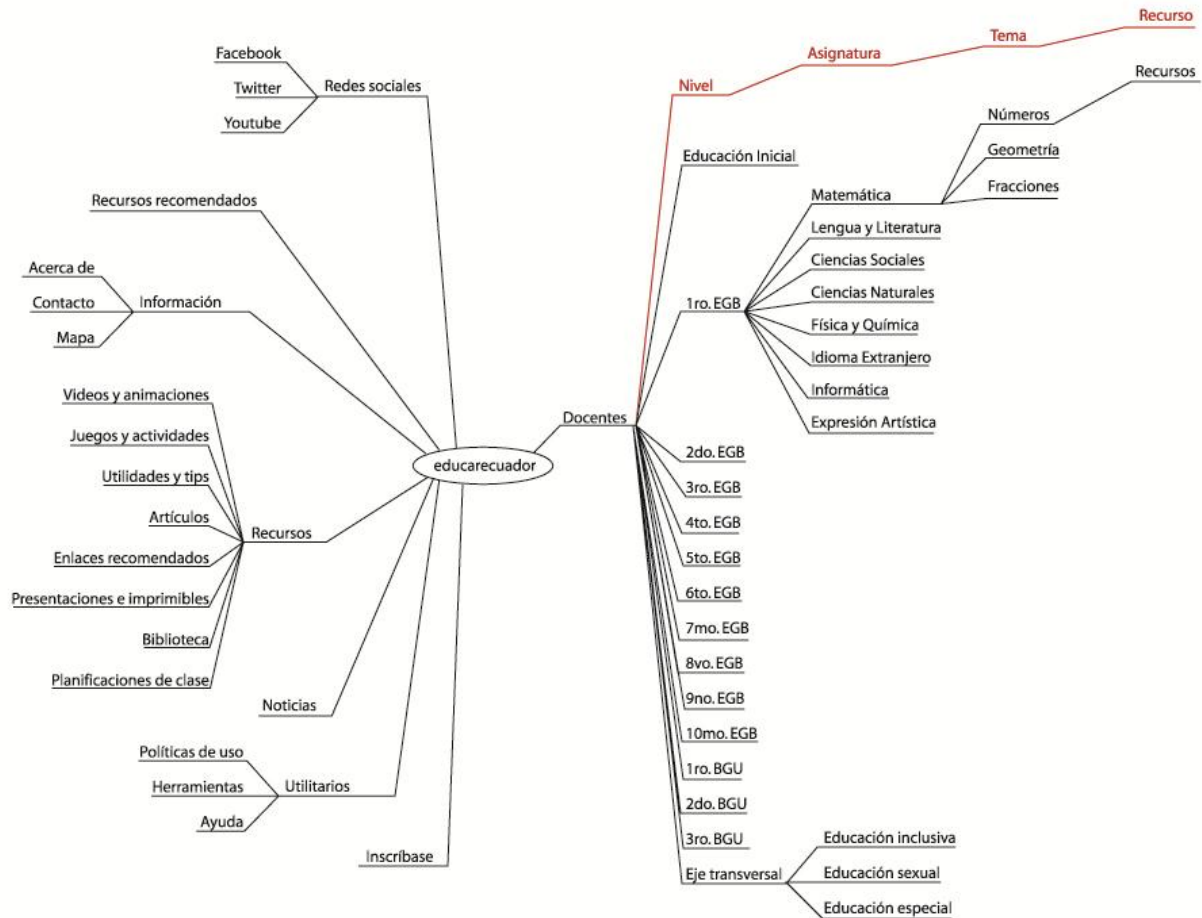 Facebook
Twitter
Youtube
Redes sociales
Recursos recomendados
Acerca de
Contacto
Mapa
Información
Videos y animaciones
Juegos y actividades
Utilidades y tips
Artículos
Enlaces recomendados
Presentaciones e imprimibles
Biblioteca
Planificaciones de clase
Recursos
Noticias
Políticas de uso
Herramientas
Ayuda
Utilitarios
Inscríbase
educarecuador
Docentes
Nivel
Asignatura
Tema
Recurso
Educación Inicial
1ro. EGB
Matemática
Números
Recursos
Geometría
Fracciones
Lengua y Literatura
Ciencias Sociales
Ciencias Naturales
Física y Química
Idioma Extranjero
Informática
Expresión Artística
2do. EGB
3ro. EGB
4to. EGB
5to. EGB
6to. EGB
7mo. EGB
8vo. EGB
9no. EGB
10mo. EGB
1ro. BGU
2do. BGU
3ro. BGU
Eje transversal
Educación inclusiva
Educación sexual
Educación especial